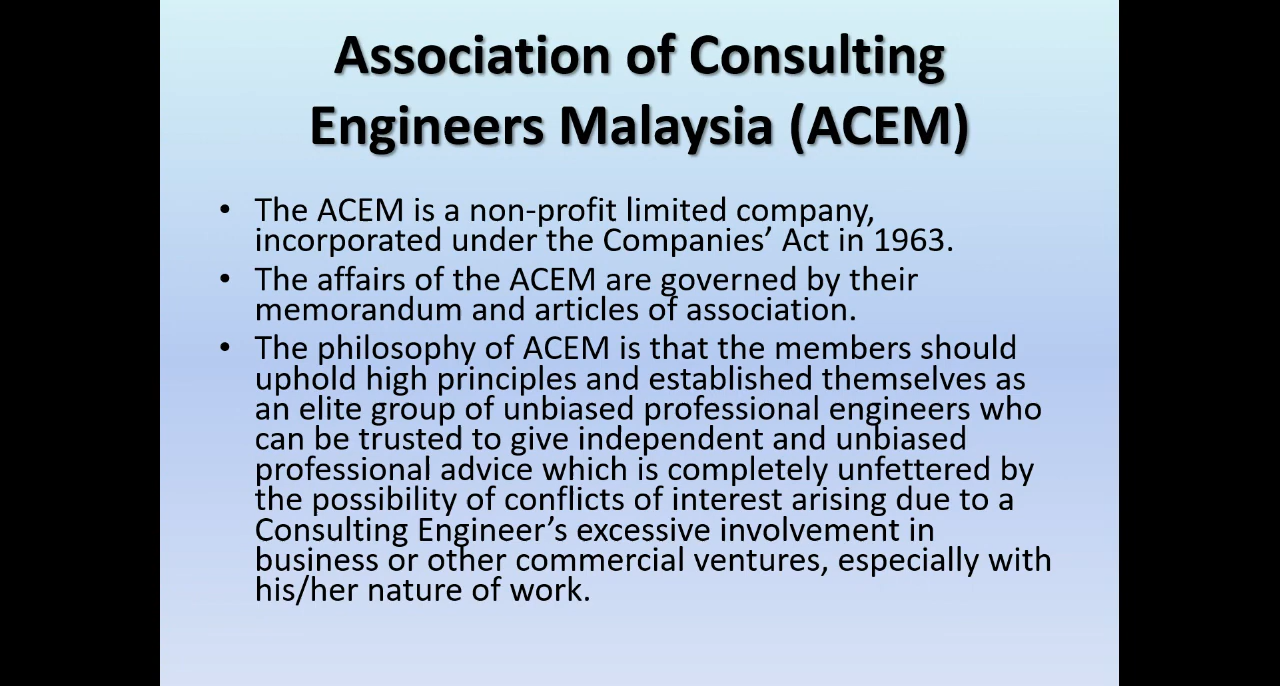 Association of Consulting
Engineers Malaysia (ACEM)
• The ACEM is a non-profit limited company,
incorporated under the Companies’ Act in 1963.
• The affairs of the ACEM are governed by their
memorandum and articles of association.
• The philosophy of ACEM is that the members should
uphold high principles and established themselves as
an elite group of unbiased professional engineers who
can be trusted to give independent and unbiased
professional advice which is completely unfettered by
the possibility of conflicts of interest arising due to a
Consulting Engineer’s excessive involvement in
business or other commercial ventures, especially with
his/her nature of work.